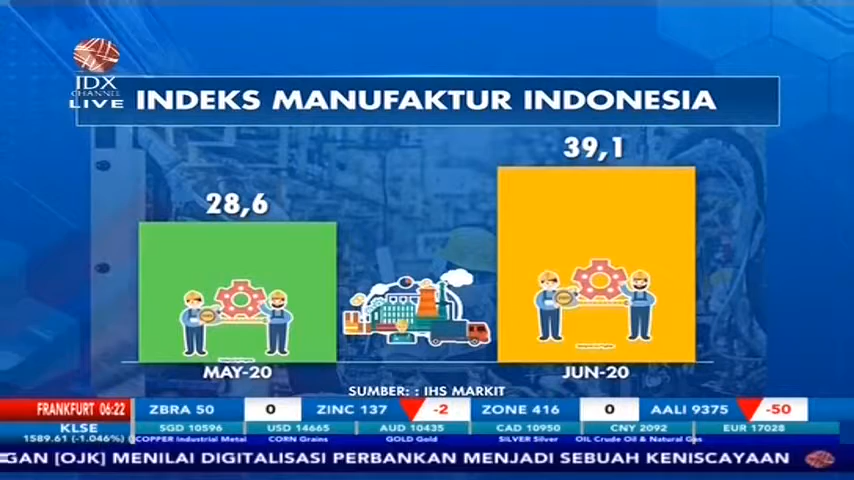 IDX
CHANNEL
LIVE
INDEKS MANUFAKTUR INDONESIA
28,6
39,1
MAY-20
JUN-20
SUMBER: : IHS MARKIT
FRANKFURT 06:22
ZBRA 50 0 ZINC 137 -2 ZONE 416 0 AALI 9375 -50
KLSE
SGD 10596 USD 14665 AUD 10435 CAD 10950 CNY 2092 EUR 17028
1589.61 (-1.046%)
COPPER Industrial Metal CORN Grains GOLD Gold SILVER Silver OIL Crude Oil & Natural Gas
GAN [OJK] MENILAI DIGITALISASI PERBANKAN MENJADI SEBUAH KENISCAYAAN